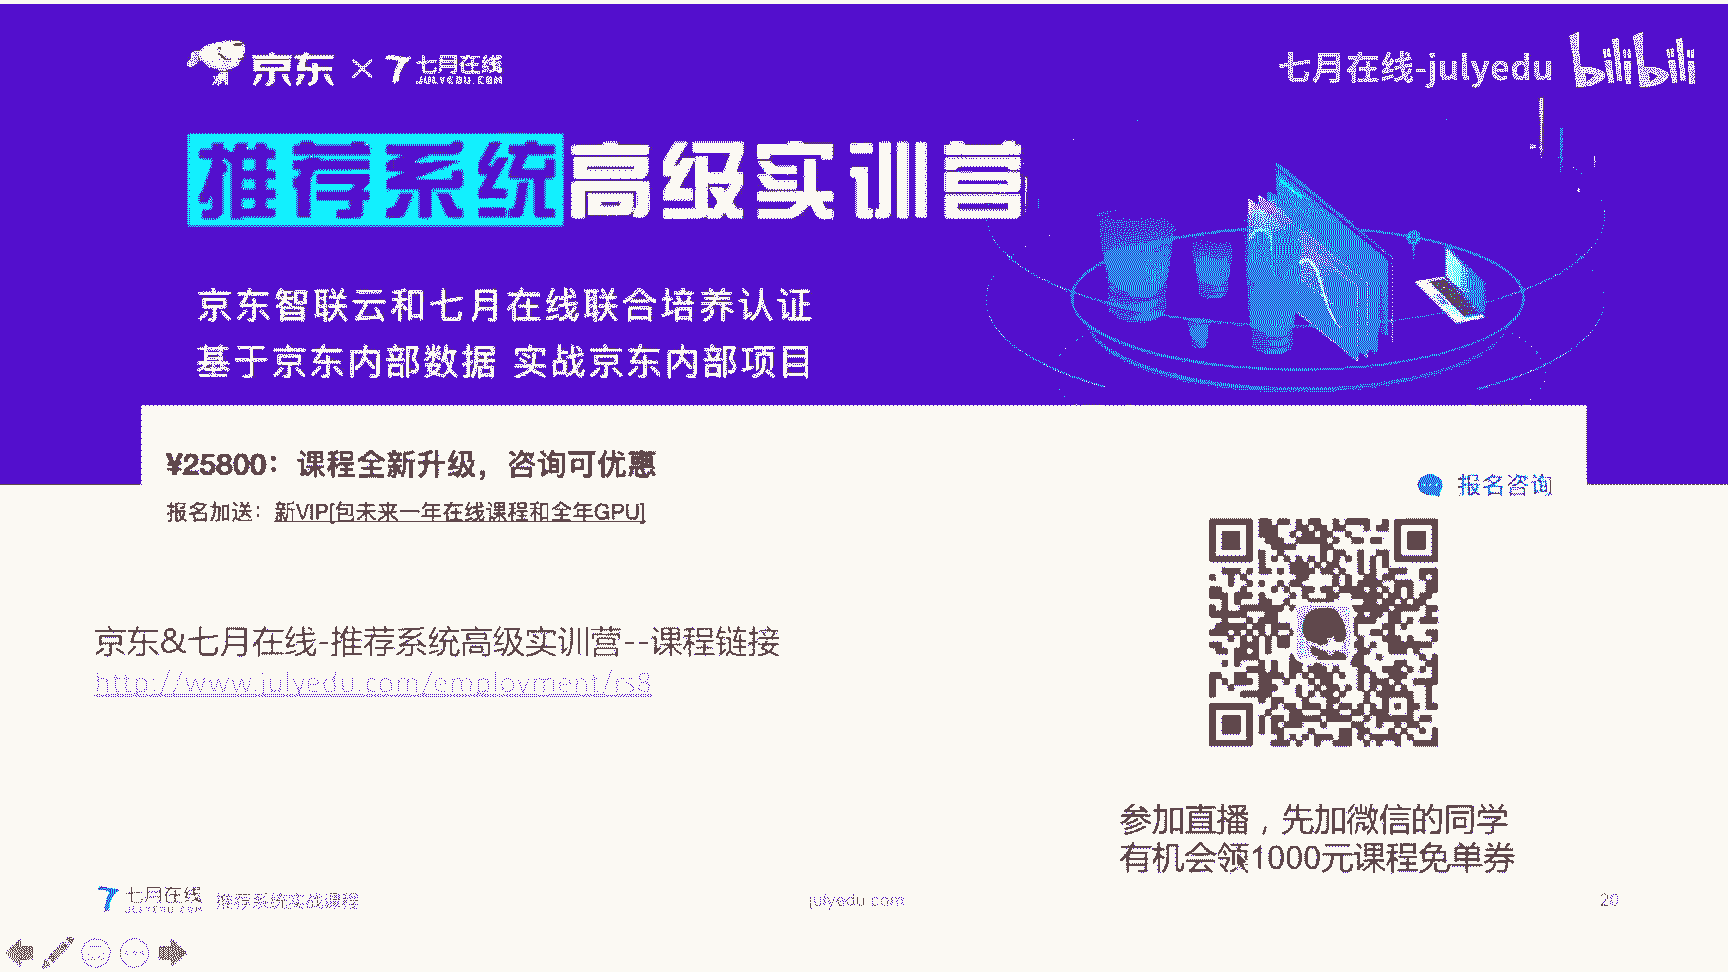 京东 × 七月在线
JULYEDU.COM
七月在线-julyedu bilibili
推荐系统高级实训营
京东智联云和七月在线联合培养认证
基于京东内部数据 实战京东内部项目
¥25800：课程全新升级，咨询可优惠
报名加送：新VIP[包未来一年在线课程和全年GPU]
报名咨询
京东&七月在线-推荐系统高级实训营--课程链接
http://www.julyedu.com/employment/rs8
参加直播，先加微信的同学
有机会领1000元课程免单券
七月在线 推荐系统实战课程
JULYEDU.COM
julyedu.com
20